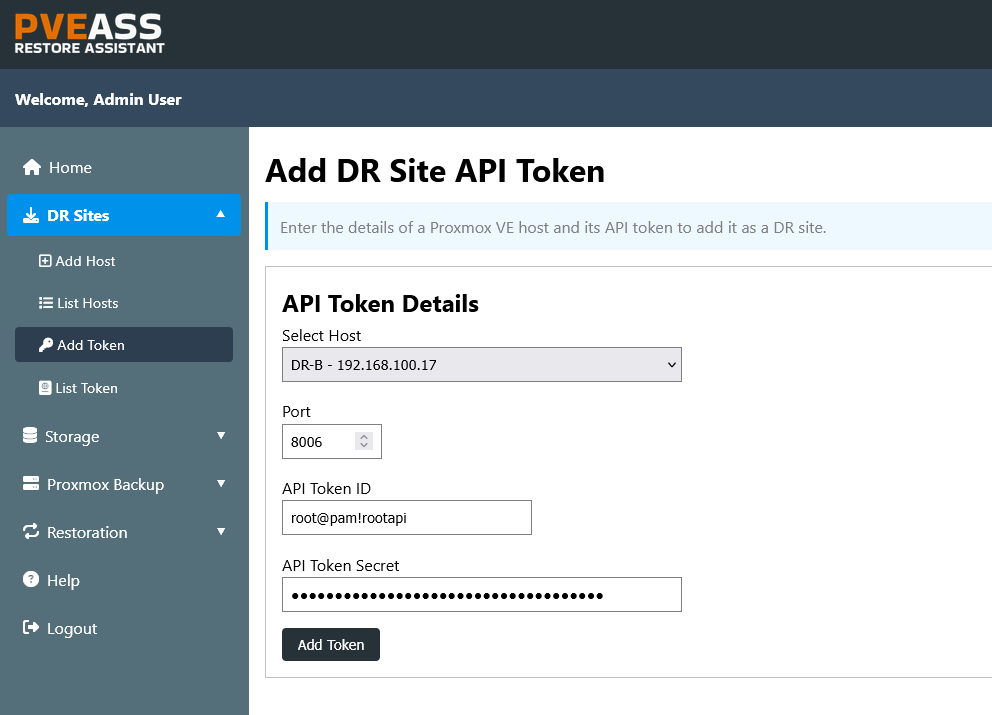 PVEASS
RESTORE ASSISTANT
Welcome, Admin User
Home
DR Sites
Add Host
List Hosts
Add Token
List Token
Storage
Proxmox Backup
Restoration
Help
Logout
Add DR Site API Token
Enter the details of a Proxmox VE host and its API token to add it as a DR site.
API Token Details
Select Host
DR-B - 192.168.100.17
Port
8006
API Token ID
root@pam!rootapi
API Token Secret
••••••••••••••••••••••••••••••••••••
Add Token